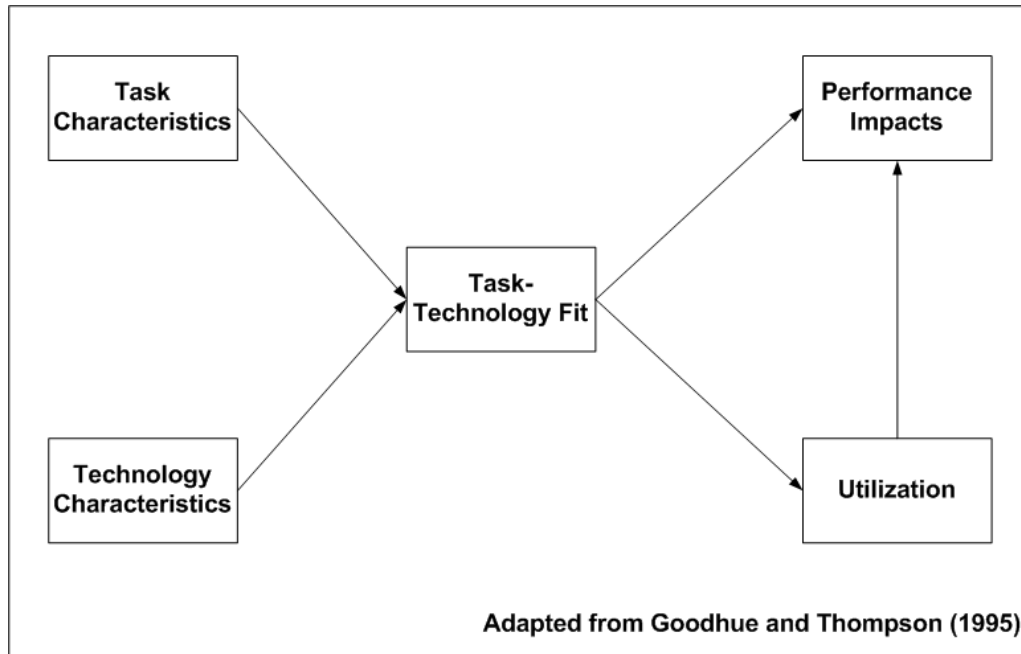 Task
Characteristics
Performance
Impacts
Task-
Technology Fit
Technology
Characteristics
Utilization
Adapted from Goodhue and Thompson (1995)